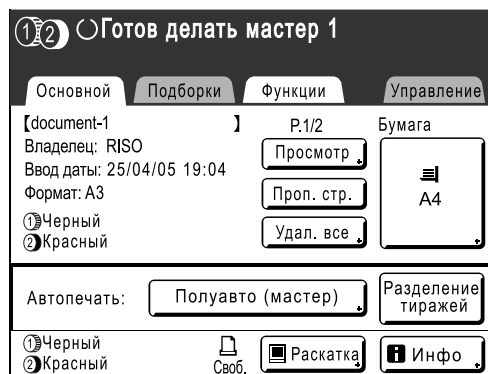 ①② Готов делать мастер 1
Основной Подборки Функции Управление
【document-1 】 P.1/2 Бумага
Владелец: RISO Просмотр
Ввод даты: 25/04/05 19:04
Формат: A3 Проп. стр. A4
①Черный
②Красный Удал. все
Автопечать: Полуавто (мастер) Разделение
тиражей
①Черный
②Красный Своб. Раскатка Инфо